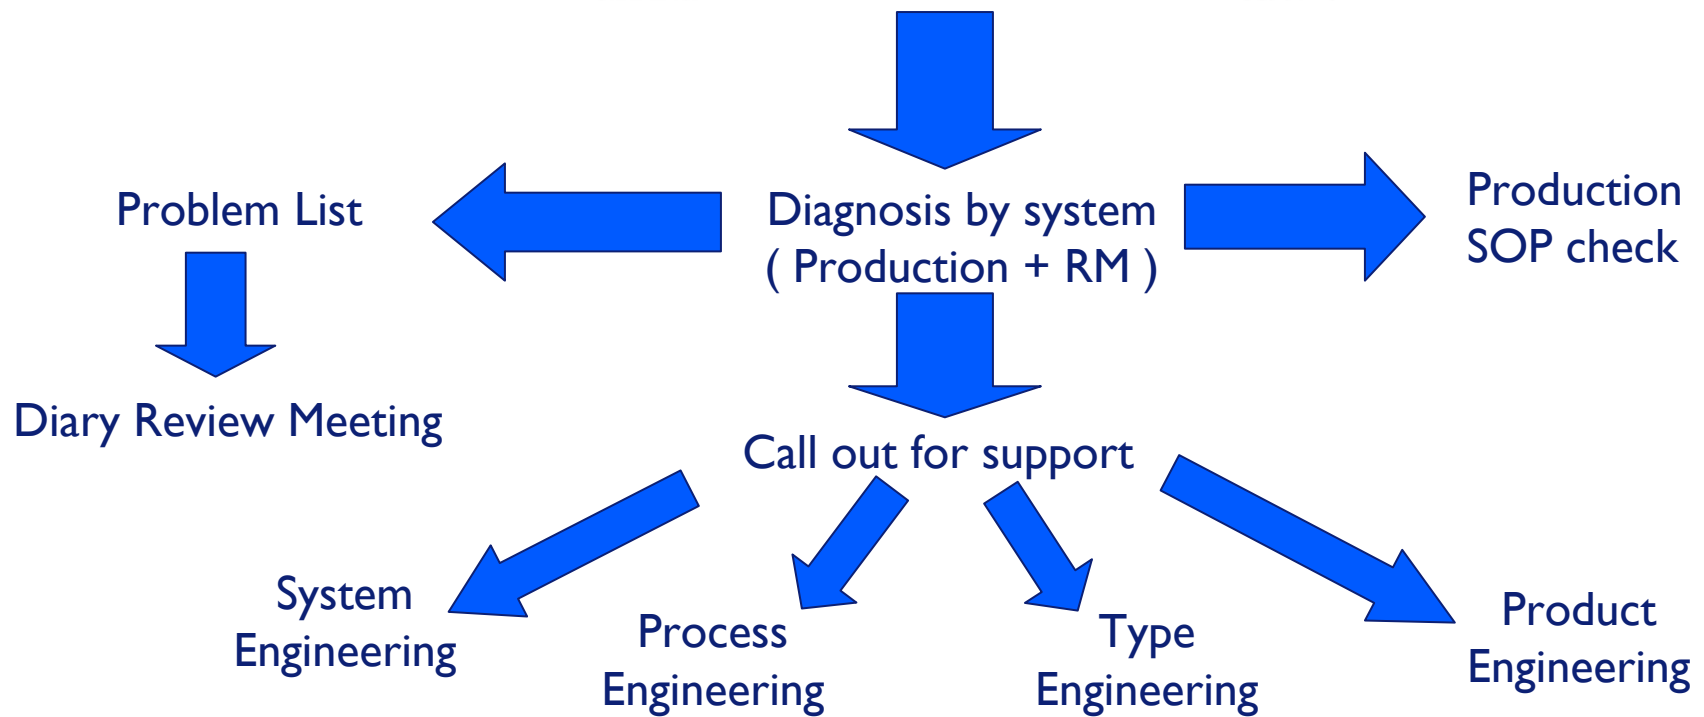 Problem List
Diagnosis by system
( Production + RM )
Production
SOP check
Diary Review Meeting
Call out for support
System
Engineering
Process
Engineering
Type
Engineering
Product
Engineering